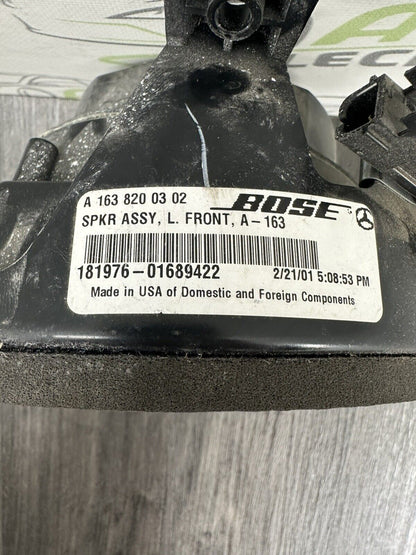 A 163 820 03 02 BOSE
SPKR ASSY, L. FRONT, A-163
181976-01689422 2/21/01 5:08:53 PM
Made in USA of Domestic and Foreign Components